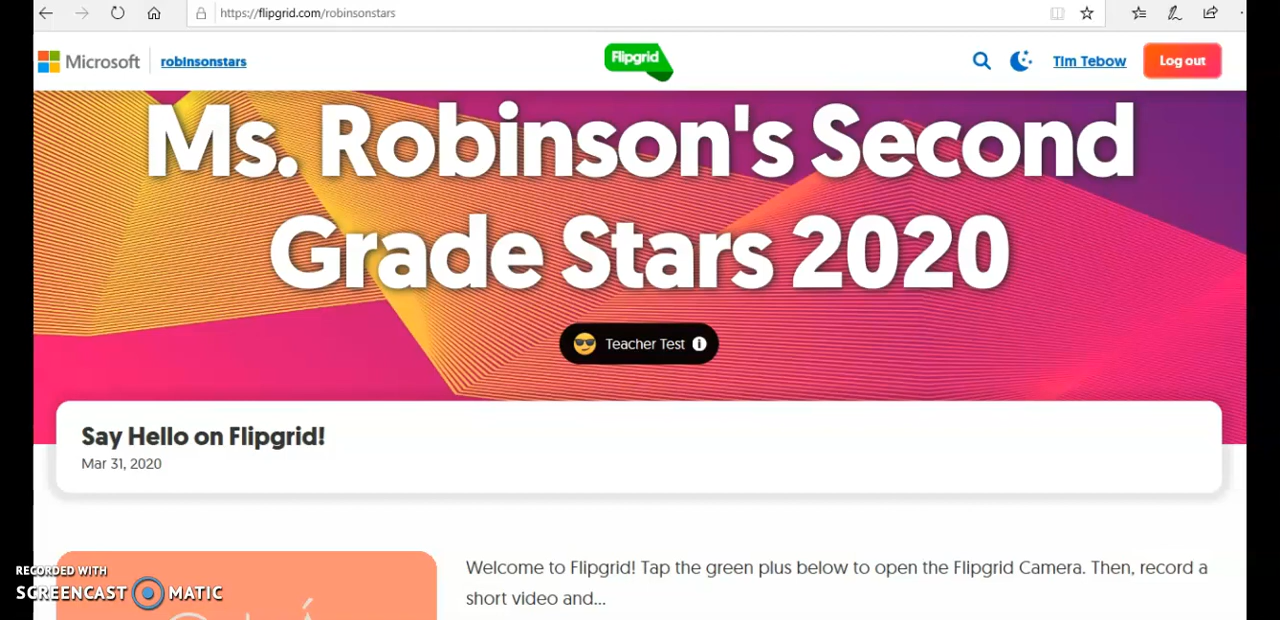 https://flipgrid.com/robinsonstars
Microsoft robinsonstars Flipgrid Tim Tebow Log out
Ms. Robinson's Second
Grade Stars 2020
Teacher Test
Say Hello on Flipgrid!
Mar 31, 2020
Welcome to Flipgrid! Tap the green plus below to open the Flipgrid Camera. Then, record a
short video and...
RECORDED WITH
SCREENCAST MATIC